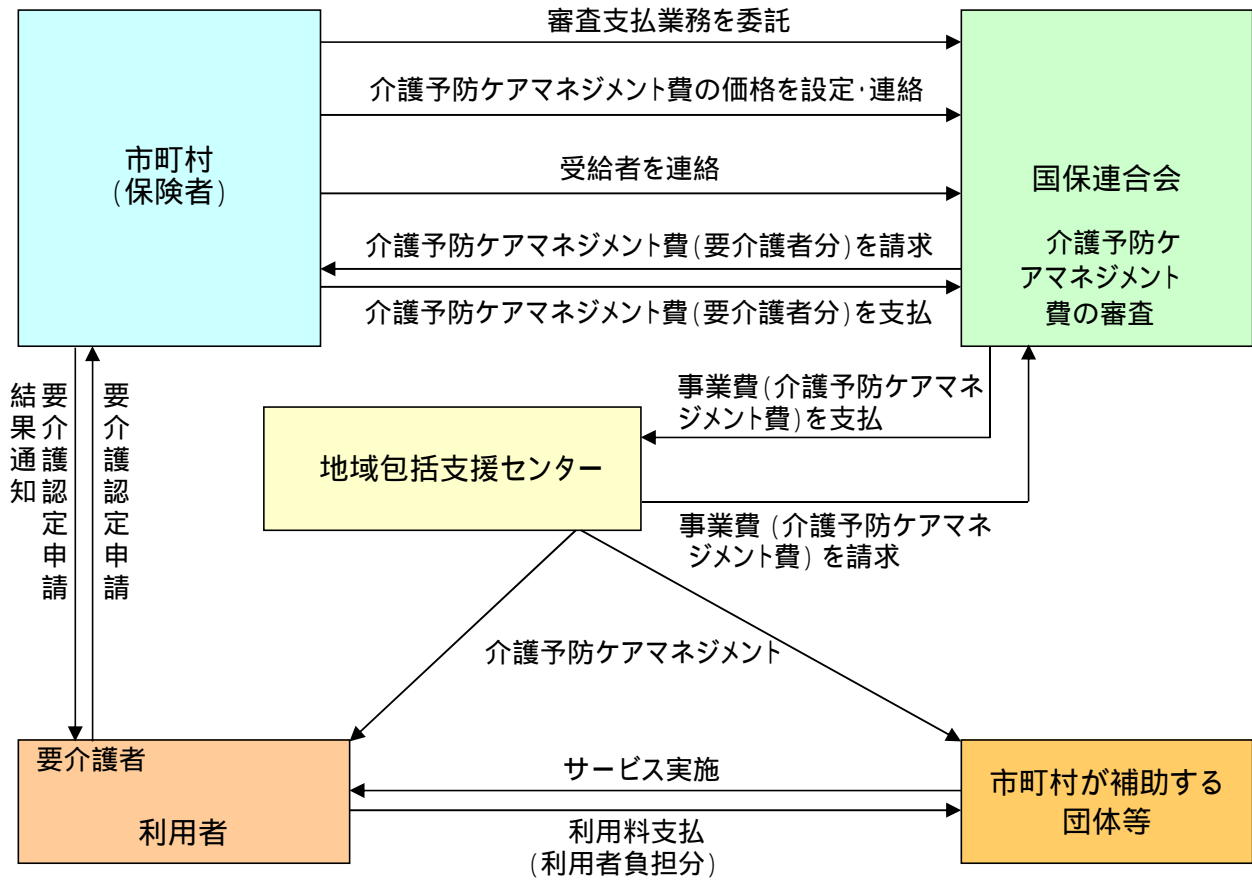 審査支払業務を委託
介護予防ケアマネジメント費の価格を設定・連絡
市町村
(保険者)
受給者を連絡
国保連合会
介護予防ケ
アマネジメント
費の審査
介護予防ケアマネジメント費(要介護者分)を請求
介護予防ケアマネジメント費(要介護者分)を支払
要介護認定申請
結果通知
要介護認定申請
事業費(介護予防ケアマネ
ジメント費)を支払
地域包括支援センター
事業費(介護予防ケアマネ
ジメント費)を請求
介護予防ケアマネジメント
要介護者
利用者
サービス実施
利用料支払
(利用者負担分)
市町村が補助する
団体等